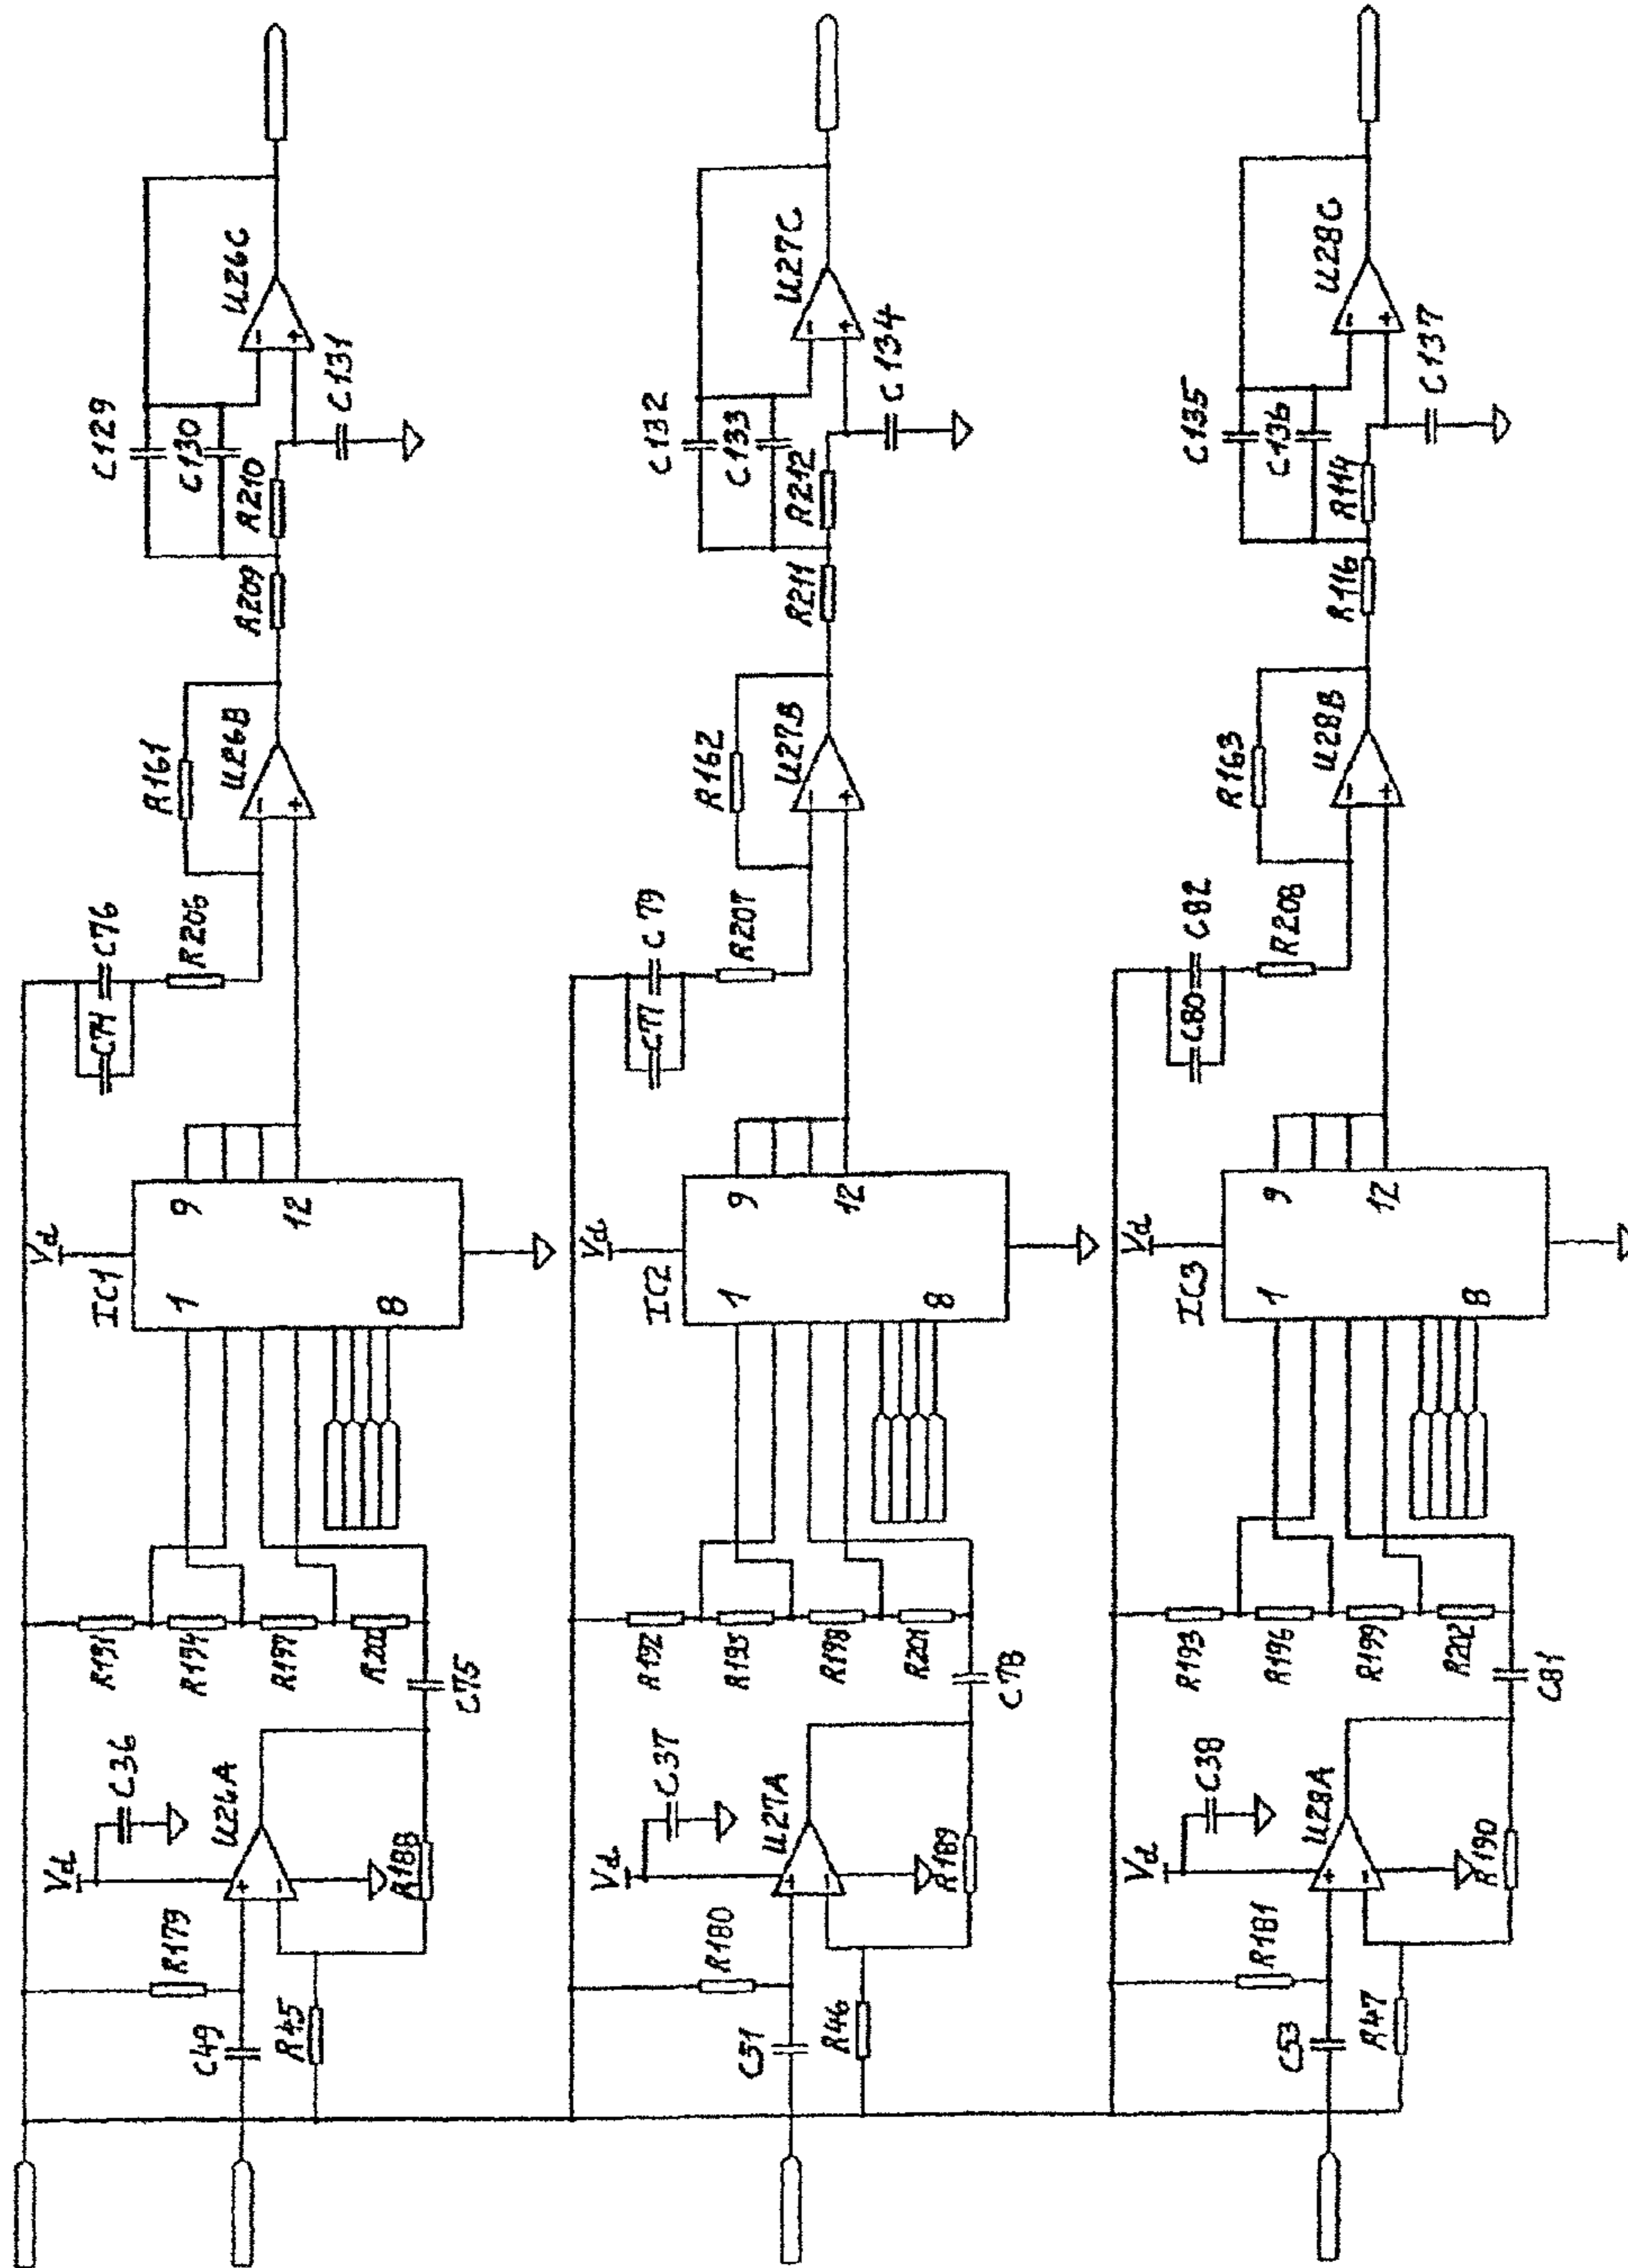 C129
C130
R210
C131
U26C
R209
R161
U26B
C76
C74
R206
Vd
IC1
9
12
1
8
R191
R194
R197
R200
C75
Vd
C36
U26A
R188
R179
C49
R45
C132
C133
R212
C134
U27C
R211
R162
U27B
C79
C77
R207
Vd
IC2
9
12
1
8
R192
R195
R198
R201
C78
Vd
C37
U27A
R189
R180
C51
R46
C135
C136
R114
C137
U28C
R116
R163
U28B
C82
C80
R208
Vd
IC3
9
12
1
8
R193
R196
R199
R202
C81
Vd
C38
U28A
R190
R181
C53
R47